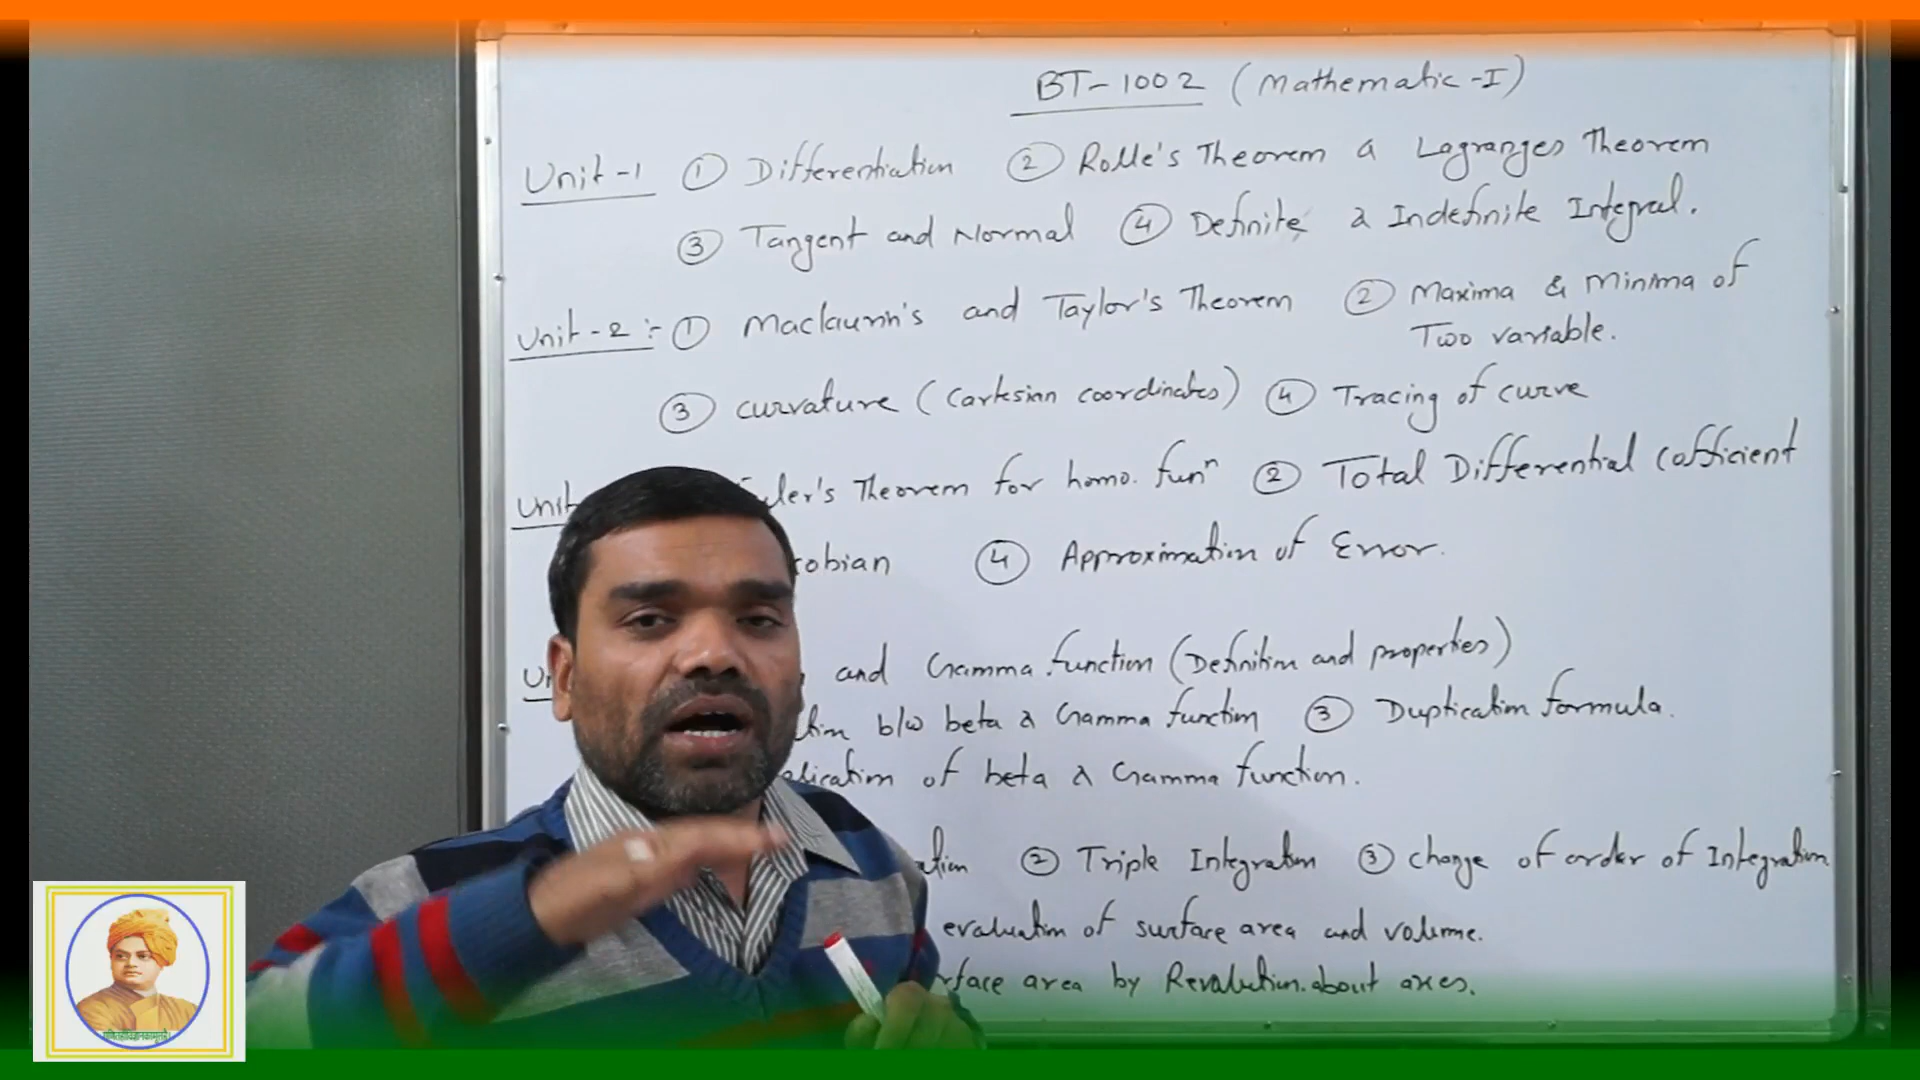 BT-1002 (Mathematic-I)
Unit-1 ① Differentiation ② Rolle's Theorem & Lagranges Theorem
③ Tangent and Normal ④ Definite & Indefinite Integral.
Unit-2 :- ① Maclaurin's and Taylor's Theorem ② Maxima & Minima of
Two variable.
③ curvature (Cartesian coordinates) ④ Tracing of curve
Unit Theorem for homo. funⁿ ② Total Differential Cofficient
④ Approximation of Error.
and Gamma function (Definition and properties)
b/w beta & Gamma function ③ Duplication formula.
of beta & Gamma function.
② Triple Integration ③ change of order of Integration
evaluation of surface area and volume.
area by Revolution about axes.